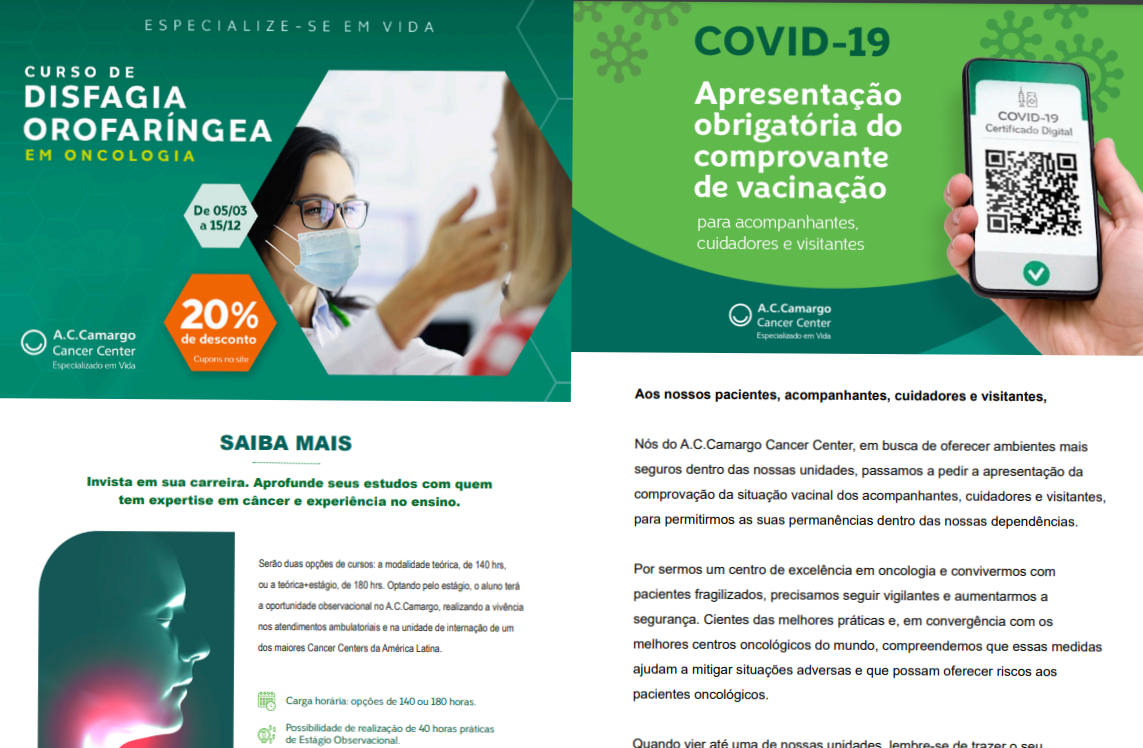 ESPECIALIZE-SE EM VIDA
CURSO DE
DISFAGIA
OROFARÍNGEA
EM ONCOLOGIA
De 05/03
a 15/12
20%
de desconto
Cupons no site
A.C.Camargo
Cancer Center
Especializado em Vida
SAIBA MAIS
Invista em sua carreira. Aprofunde seus estudos com quem
tem expertise em câncer e experiência no ensino.
Serão duas opções de cursos: a modalidade teórica, de 140 hrs,
ou a teórica+estágio, de 180 hrs. Optando pelo estágio, o aluno terá
a oportunidade observacional no A.C.Camargo, realizando a vivência
nos atendimentos ambulatoriais e na unidade de internação de um
dos maiores Cancer Centers da América Latina.
Carga horária: opções de 140 ou 180 horas.
Possibilidade de realização de 40 horas práticas
de Estágio Observacional.
COVID-19
Apresentação
obrigatória do
comprovante
de vacinação
para acompanhantes,
cuidadores e visitantes
COVID-19
Certificado Digital
A.C.Camargo
Cancer Center
Especializado em Vida
Aos nossos pacientes, acompanhantes, cuidadores e visitantes,
Nós do A.C.Camargo Cancer Center, em busca de oferecer ambientes mais
seguros dentro das nossas unidades, passamos a pedir a apresentação da
comprovação da situação vacinal dos acompanhantes, cuidadores e visitantes,
para permitirmos as suas permanências dentro das nossas dependências.
Por sermos um centro de excelência em oncologia e convivermos com
pacientes fragilizados, precisamos seguir vigilantes e aumentarmos a
segurança. Cientes das melhores práticas e, em convergência com os
melhores centros oncológicos do mundo, compreendemos que essas medidas
ajudam a mitigar situações adversas e que possam oferecer riscos aos
pacientes oncológicos.
Quando vier até uma de nossas unidades, lembre-se de trazer o seu